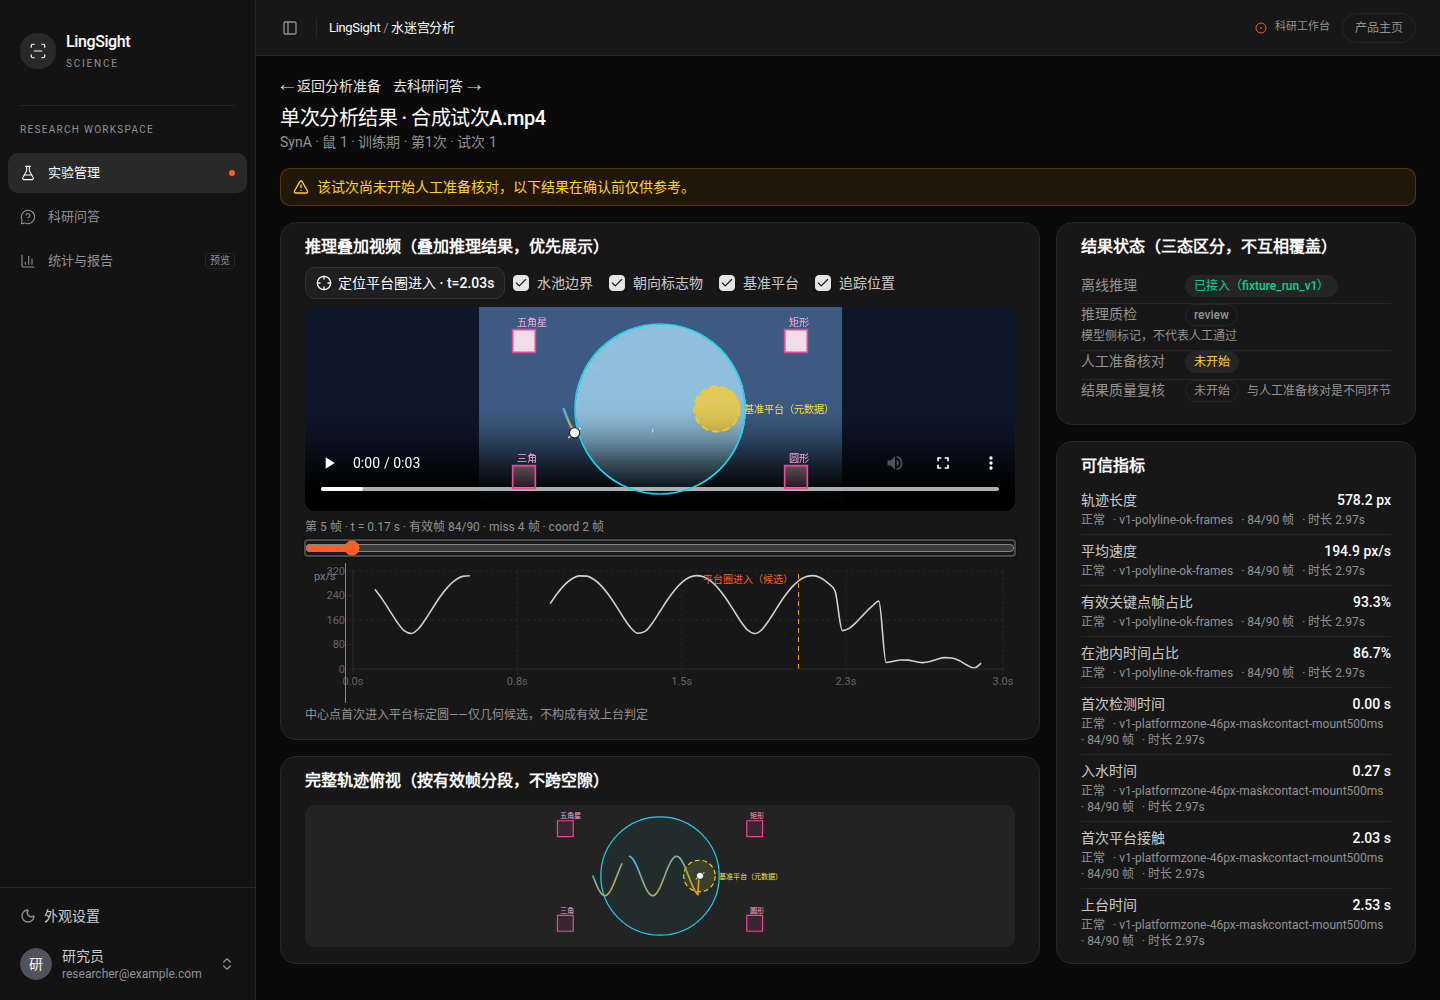 LingSight
SCIENCE
RESEARCH WORKSPACE
实验管理
科研问答
统计与报告
预览
外观设置
研
研究员
researcher@example.com
LingSight / 水迷宫分析
科研工作台
产品主页
←返回分析准备 去科研问答→
单次分析结果 · 合成试次A.mp4
SynA · 鼠 1 · 训练期 · 第1次 · 试次 1
该试次尚未开始人工准备核对，以下结果在确认前仅供参考。
推理叠加视频（叠加推理结果，优先展示）
定位平台圈进入 · t=2.03s
水池边界
朝向标志物
基准平台
追踪位置
五角星
矩形
基准平台（元数据）
三角
圆形
0:00 / 0:03
第 5 帧 · t = 0.17 s · 有效帧 84/90 · miss 4 帧 · coord 2 帧
px/s
320
240
160
80
0
平台圈进入（候选）
0.0s
0.8s
1.5s
2.3s
3.0s
中心点首次进入平台标定圈——仅几何候选，不构成有效上台判定
完整轨迹俯视（按有效帧分段，不跨空隙）
五角星
矩形
基准平台（元数据）
三角
圆形
结果状态（三态区分，不互相覆盖）
离线推理 已接入（fixture_run_v1）
推理质检 review
模型侧标记，不代表人工通过
人工准备核对 未开始
结果质量复核 未开始 与人工准备核对是不同环节
可信指标
轨迹长度 578.2 px
正常 · v1-polyline-ok-frames · 84/90 帧 · 时长 2.97s
平均速度 194.9 px/s
正常 · v1-polyline-ok-frames · 84/90 帧 · 时长 2.97s
有效关键点帧占比 93.3%
正常 · v1-polyline-ok-frames · 84/90 帧 · 时长 2.97s
在池内时间占比 86.7%
正常 · v1-polyline-ok-frames · 84/90 帧 · 时长 2.97s
首次检测时间 0.00 s
正常 · v1-platformzone-46px-maskcontact-mount500ms
· 84/90 帧 · 时长 2.97s
入水时间 0.27 s
正常 · v1-platformzone-46px-maskcontact-mount500ms
· 84/90 帧 · 时长 2.97s
首次平台接触 2.03 s
正常 · v1-platformzone-46px-maskcontact-mount500ms
· 84/90 帧 · 时长 2.97s
上台时间 2.53 s
正常 · v1-platformzone-46px-maskcontact-mount500ms
· 84/90 帧 · 时长 2.97s